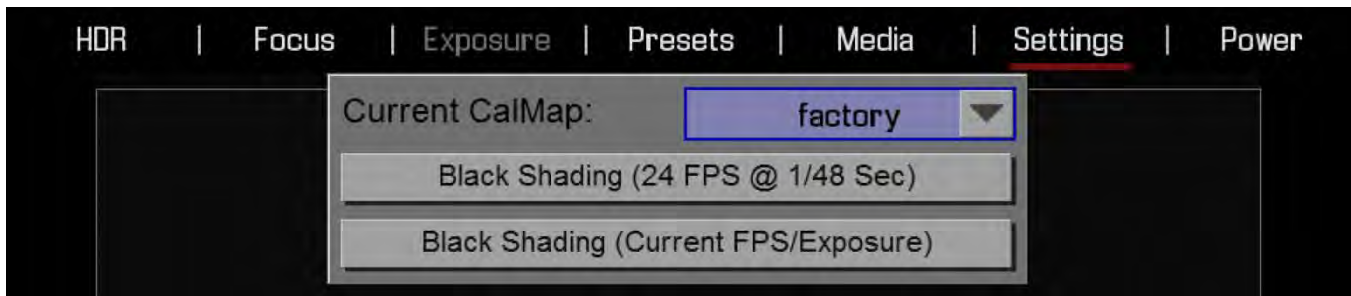 HDR | Focus | Exposure | Presets | Media | Settings | Power
Current CalMap: factory
Black Shading (24 FPS @ 1/48 Sec)
Black Shading (Current FPS/Exposure)